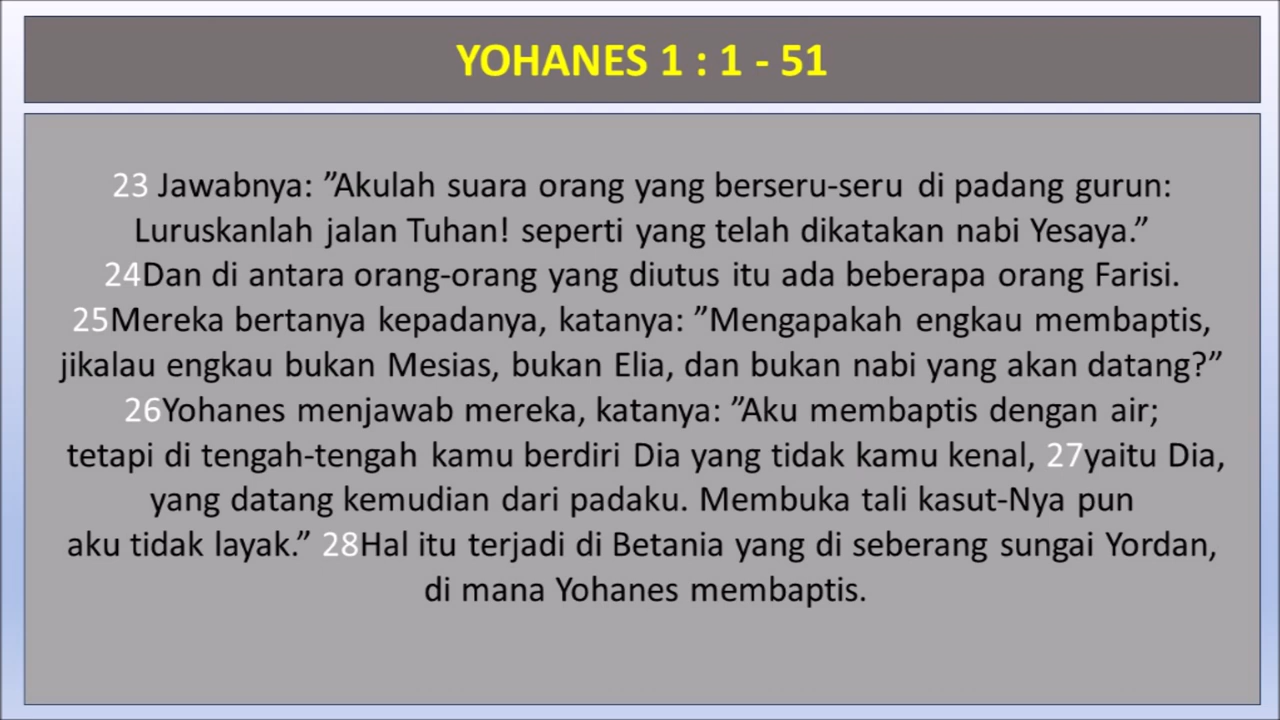 YOHANES 1 : 1 - 51
23 Jawabnya: ”Akulah suara orang yang berseru-seru di padang gurun:
Luruskanlah jalan Tuhan! seperti yang telah dikatakan nabi Yesaya.”
24Dan di antara orang-orang yang diutus itu ada beberapa orang Farisi.
25Mereka bertanya kepadanya, katanya: ”Mengapakah engkau membaptis,
jikalau engkau bukan Mesias, bukan Elia, dan bukan nabi yang akan datang?”
26Yohanes menjawab mereka, katanya: ”Aku membaptis dengan air;
tetapi di tengah-tengah kamu berdiri Dia yang tidak kamu kenal, 27yaitu Dia,
yang datang kemudian dari padaku. Membuka tali kasut-Nya pun
aku tidak layak.” 28Hal itu terjadi di Betania yang di seberang sungai Yordan,
di mana Yohanes membaptis.